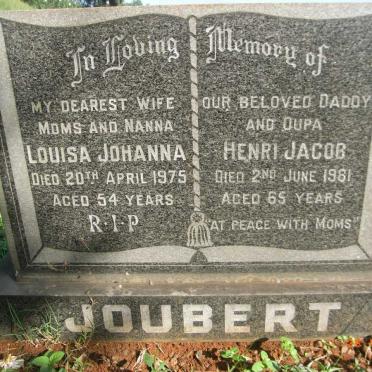 In Loving Memory of
MY DEAREST WIFE
MOMS AND NANNA
LOUISA JOHANNA
DIED 20TH APRIL 1975
AGED 54 YEARS
R·I·P
OUR BELOVED DADDY
AND OUPA
HENRI JACOB
DIED 2ND JUNE 1981
AGED 65 YEARS
"AT PEACE WITH MOMS"
JOUBERT